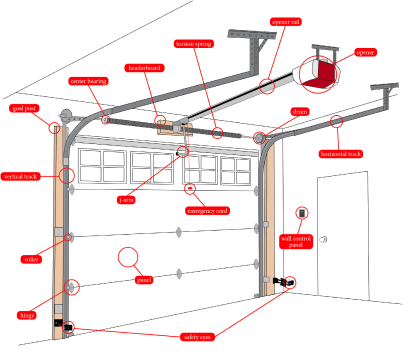 opener rail
torsion spring
opener
headerboard
center bearing
goal post
drum
horizontal track
vertical track
j-arm
emergency cord
wall control
panel
roller
panel
hinge
safety eyes